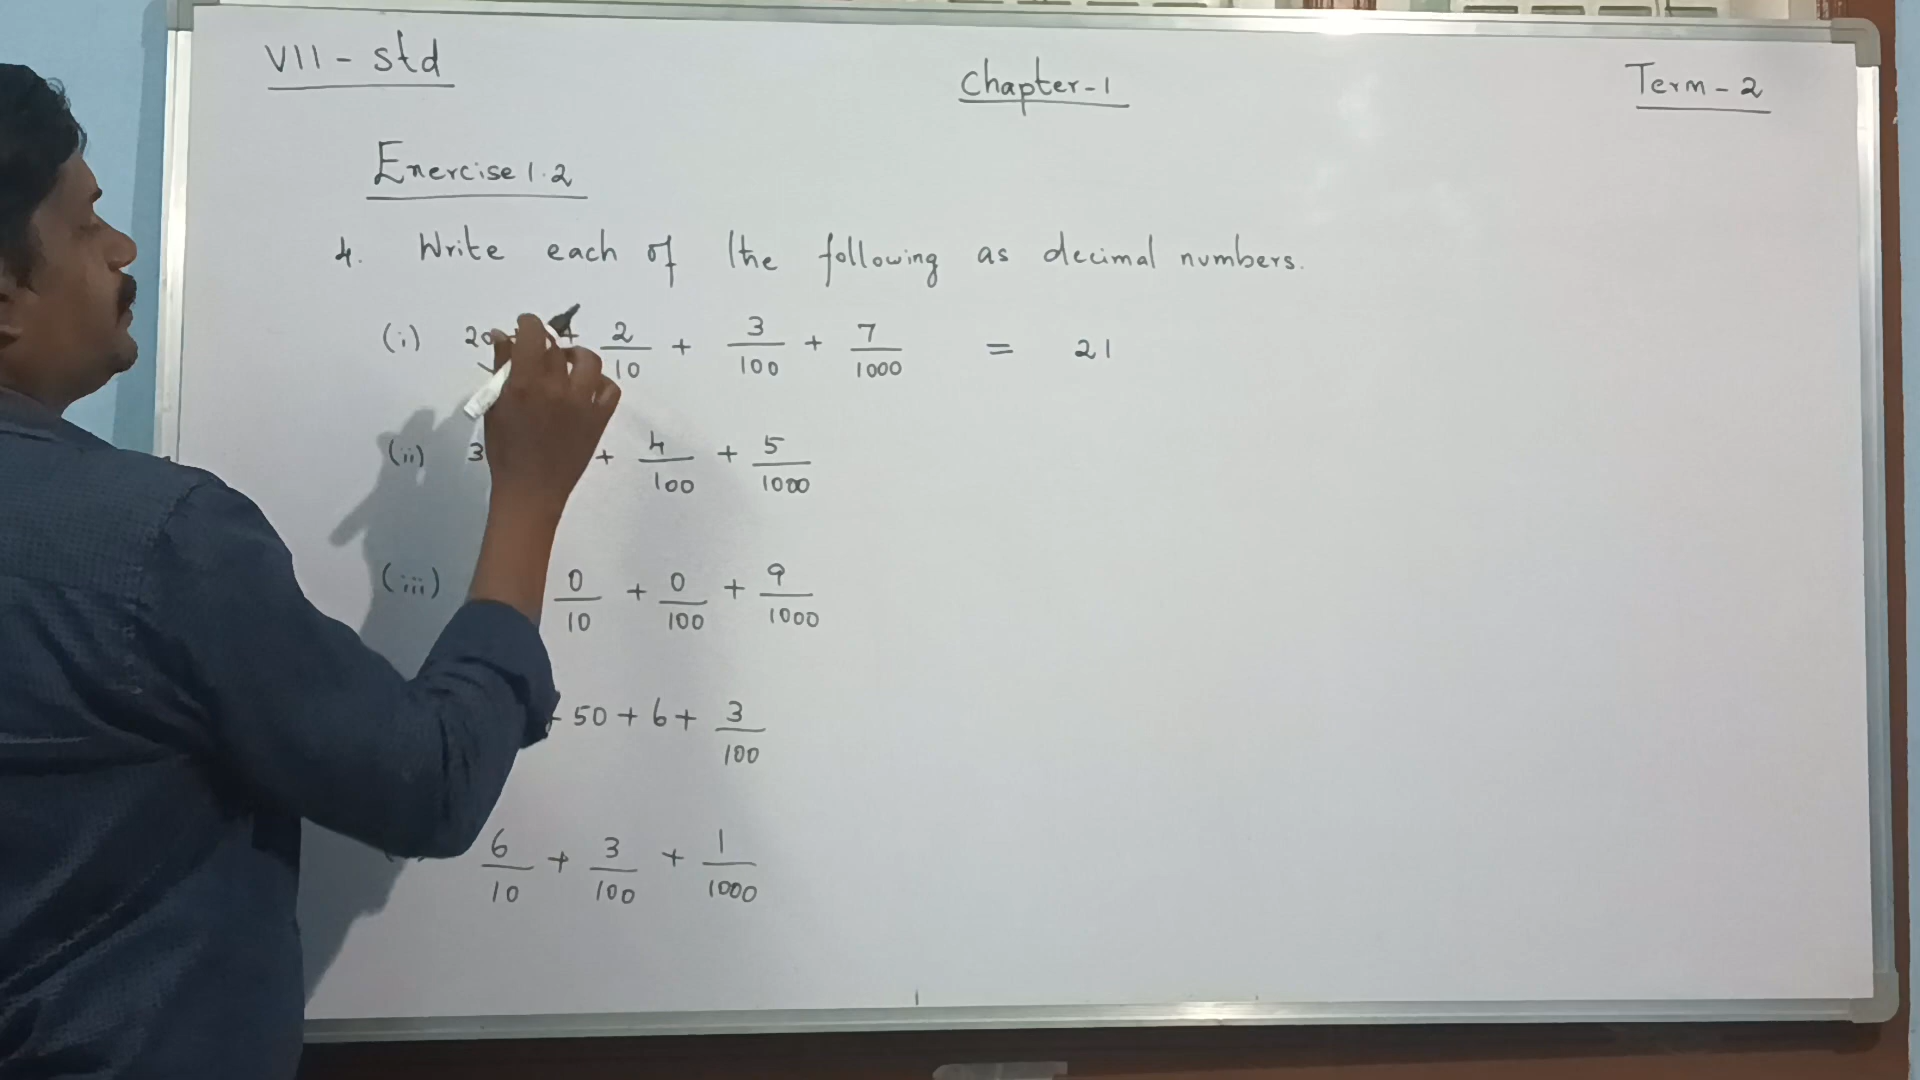 VII - std
Chapter-1
Term - 2
Exercise 1.2
4. Write each of the following as decimal numbers.
(i) 20 + 2/10 + 3/100 + 7/1000 = 21
(ii) 3 + 4/100 + 5/1000
(iii) 0/10 + 0/100 + 9/1000
+ 50 + 6 + 3/100
6/10 + 3/100 + 1/1000